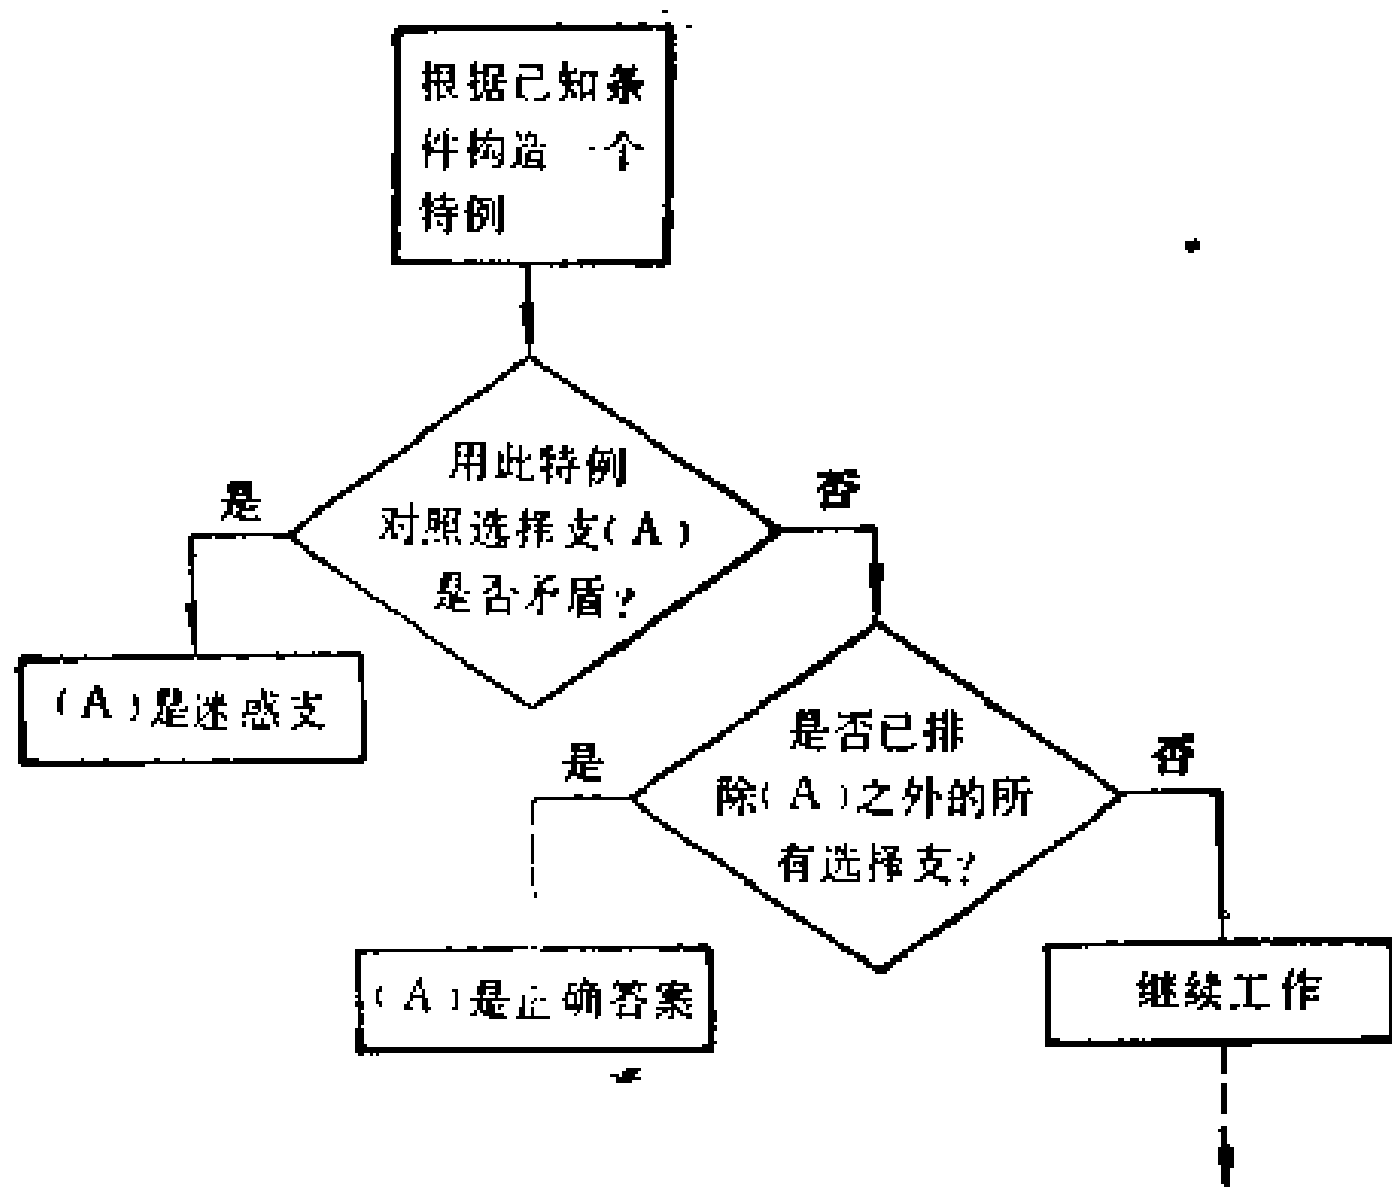 根据已知条
件构造一个
特例
用此特例
对照选择支(A)
是否矛盾?
是
否
(A)是迷惑支
是否已排
除(A)之外的所
有选择支?
是
否
(A)是正确答案
继续工作